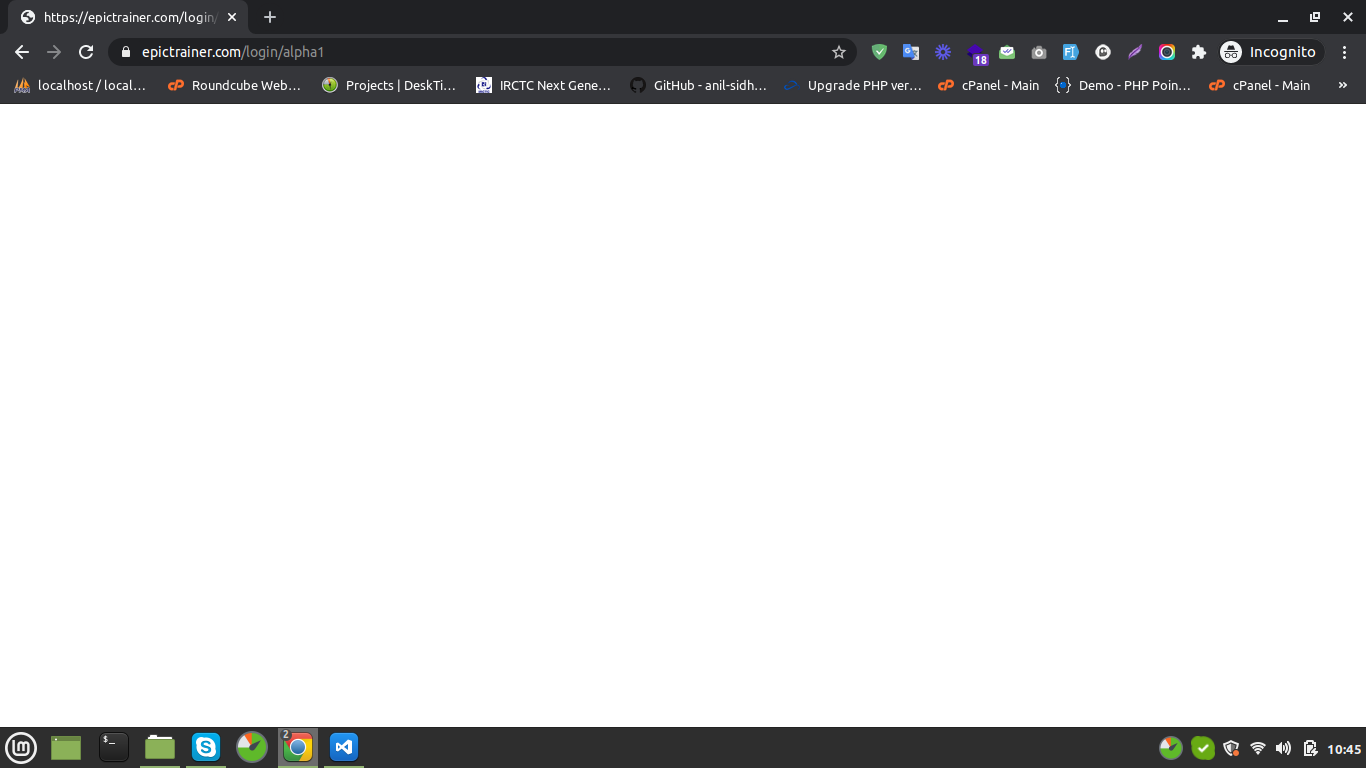 https://epictrainer.com/login/
epictrainer.com/login/alpha1
18
Incognito
localhost / local… Roundcube Web… Projects | DeskTi… IRCTC Next Gene… GitHub - anil-sidh… Upgrade PHP ver… cPanel - Main Demo - PHP Poin… cPanel - Main »
2
10:45